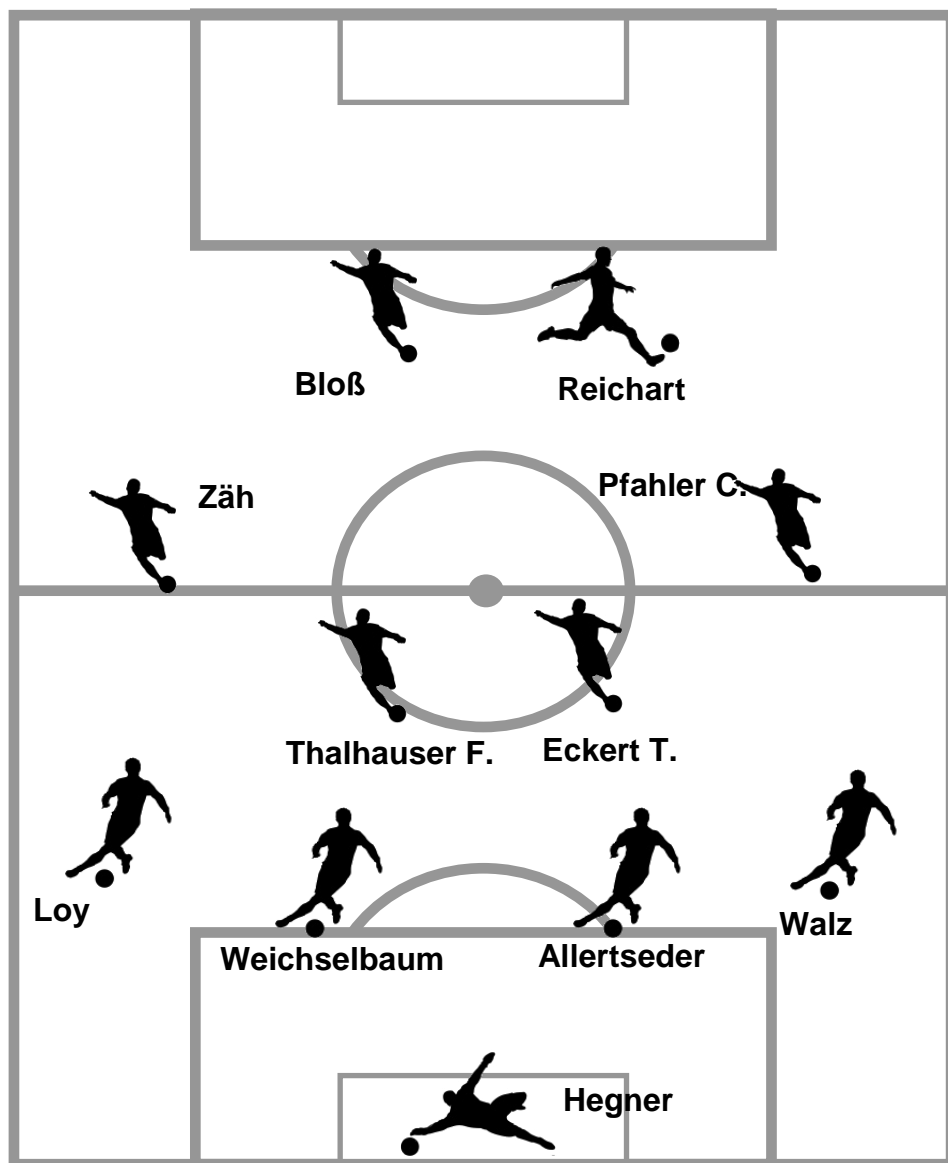 Bloß
Reichart
Zäh
Pfahler C.
Thalhauser F.
Eckert T.
Loy
Weichselbaum
Allertseder
Walz
Hegner